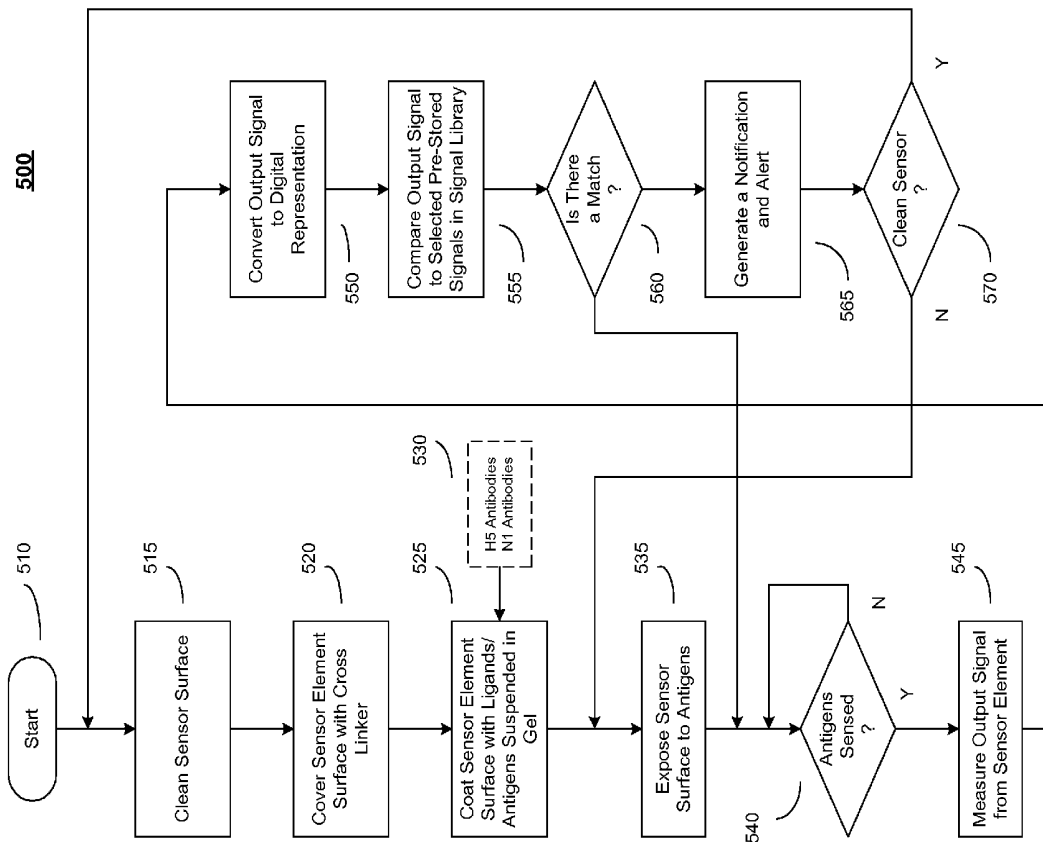 500
Start
510
Clean Sensor Surface
515
Cover Sensor Element
Surface with Cross
Linker
520
Coat Sensor Element
Surface with Ligands/
Antigens Suspended in
Gel
525
H5 Antibodies
N1 Antibodies
530
Expose Sensor
Surface to Antigens
535
Antigens
Sensed
?
540
N
Y
Measure Output Signal
from Sensor Element
545
Convert Output Signal
to Digital
Representation
550
Compare Output Signal
to Selected Pre-Stored
Signals in Signal Library
555
Is There
a Match
?
560
Generate a Notification
and Alert
565
Clean Sensor
?
570
N
Y